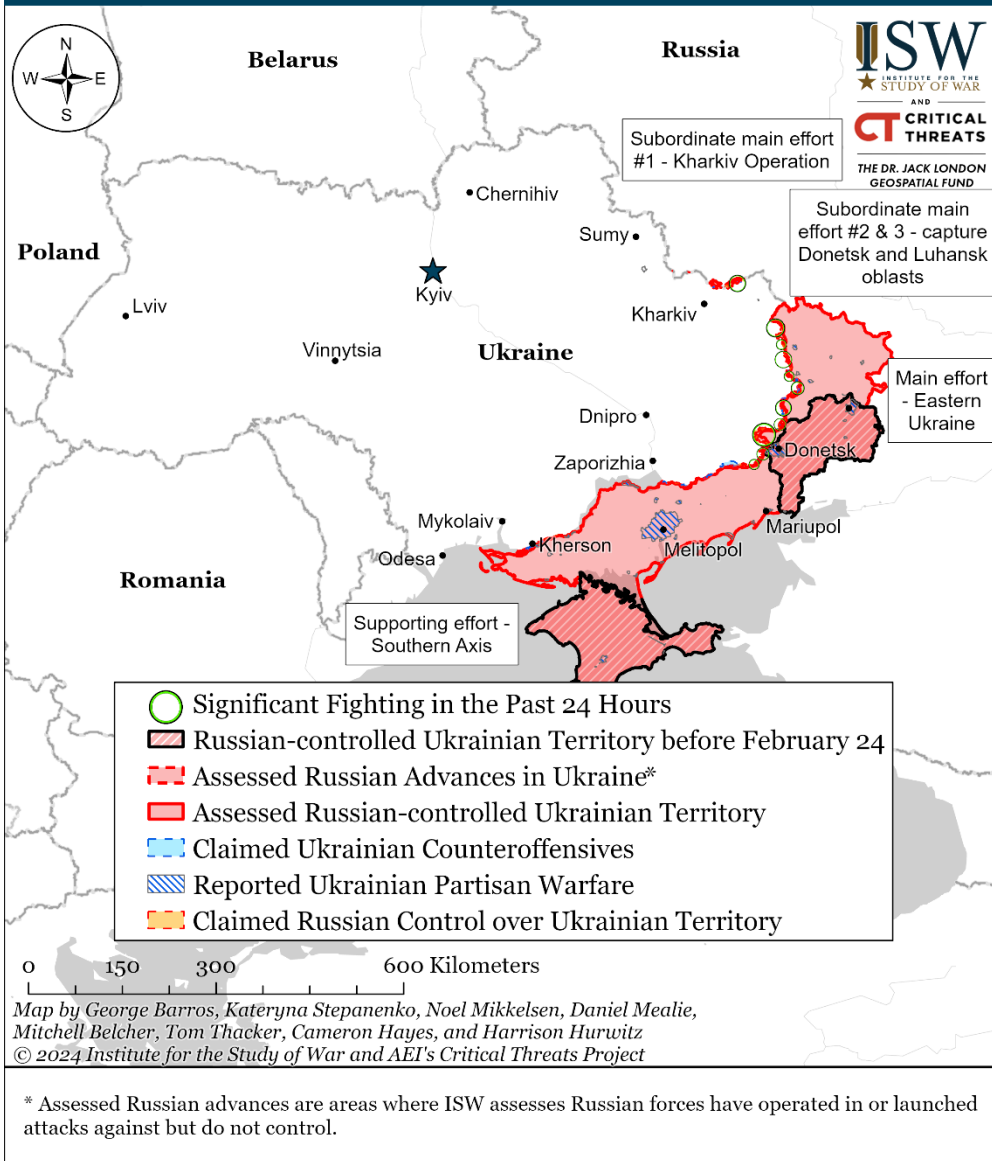 N
W
E
S
Belarus
Russia
ISW
INSTITUTE FOR THE
STUDY OF WAR
AND
CT CRITICAL
THREATS
THE DR. JACK LONDON
GEOSPATIAL FUND
Subordinate main effort
#1 - Kharkiv Operation
Subordinate main
effort #2 & 3 - capture
Donetsk and Luhansk
oblasts
Chernihiv
Sumy
Poland
Kyiv
Lviv
Kharkiv
Vinnytsia
Ukraine
Main effort
- Eastern
Ukraine
Dnipro
Donetsk
Zaporizhia
Mykolaiv
Mariupol
Kherson
Melitopol
Odesa
Romania
Supporting effort -
Southern Axis
Significant Fighting in the Past 24 Hours
Russian-controlled Ukrainian Territory before February 24
Assessed Russian Advances in Ukraine*
Assessed Russian-controlled Ukrainian Territory
Claimed Ukrainian Counteroffensives
Reported Ukrainian Partisan Warfare
Claimed Russian Control over Ukrainian Territory
0 150 300 600 Kilometers
Map by George Barros, Kateryna Stepanenko, Noel Mikkelsen, Daniel Mealie,
Mitchell Belcher, Tom Thacker, Cameron Hayes, and Harrison Hurwitz
© 2024 Institute for the Study of War and AEI's Critical Threats Project
* Assessed Russian advances are areas where ISW assesses Russian forces have operated in or launched
attacks against but do not control.